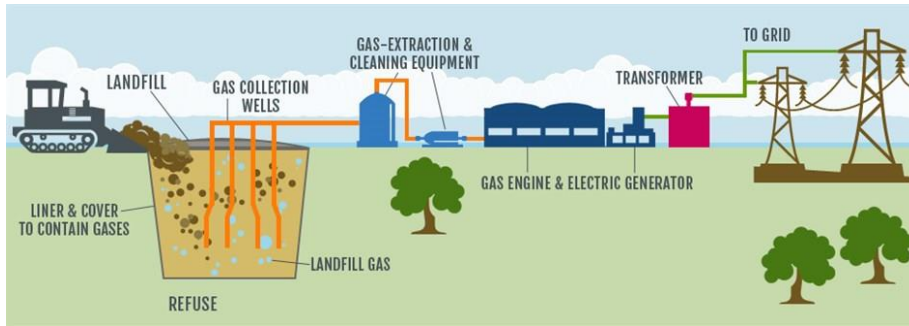 LANDFILL
GAS COLLECTION
WELLS
GAS-EXTRACTION &
CLEANING EQUIPMENT
TRANSFORMER
TO GRID
GAS ENGINE & ELECTRIC GENERATOR
LINER & COVER
TO CONTAIN GASES
LANDFILL GAS
REFUSE